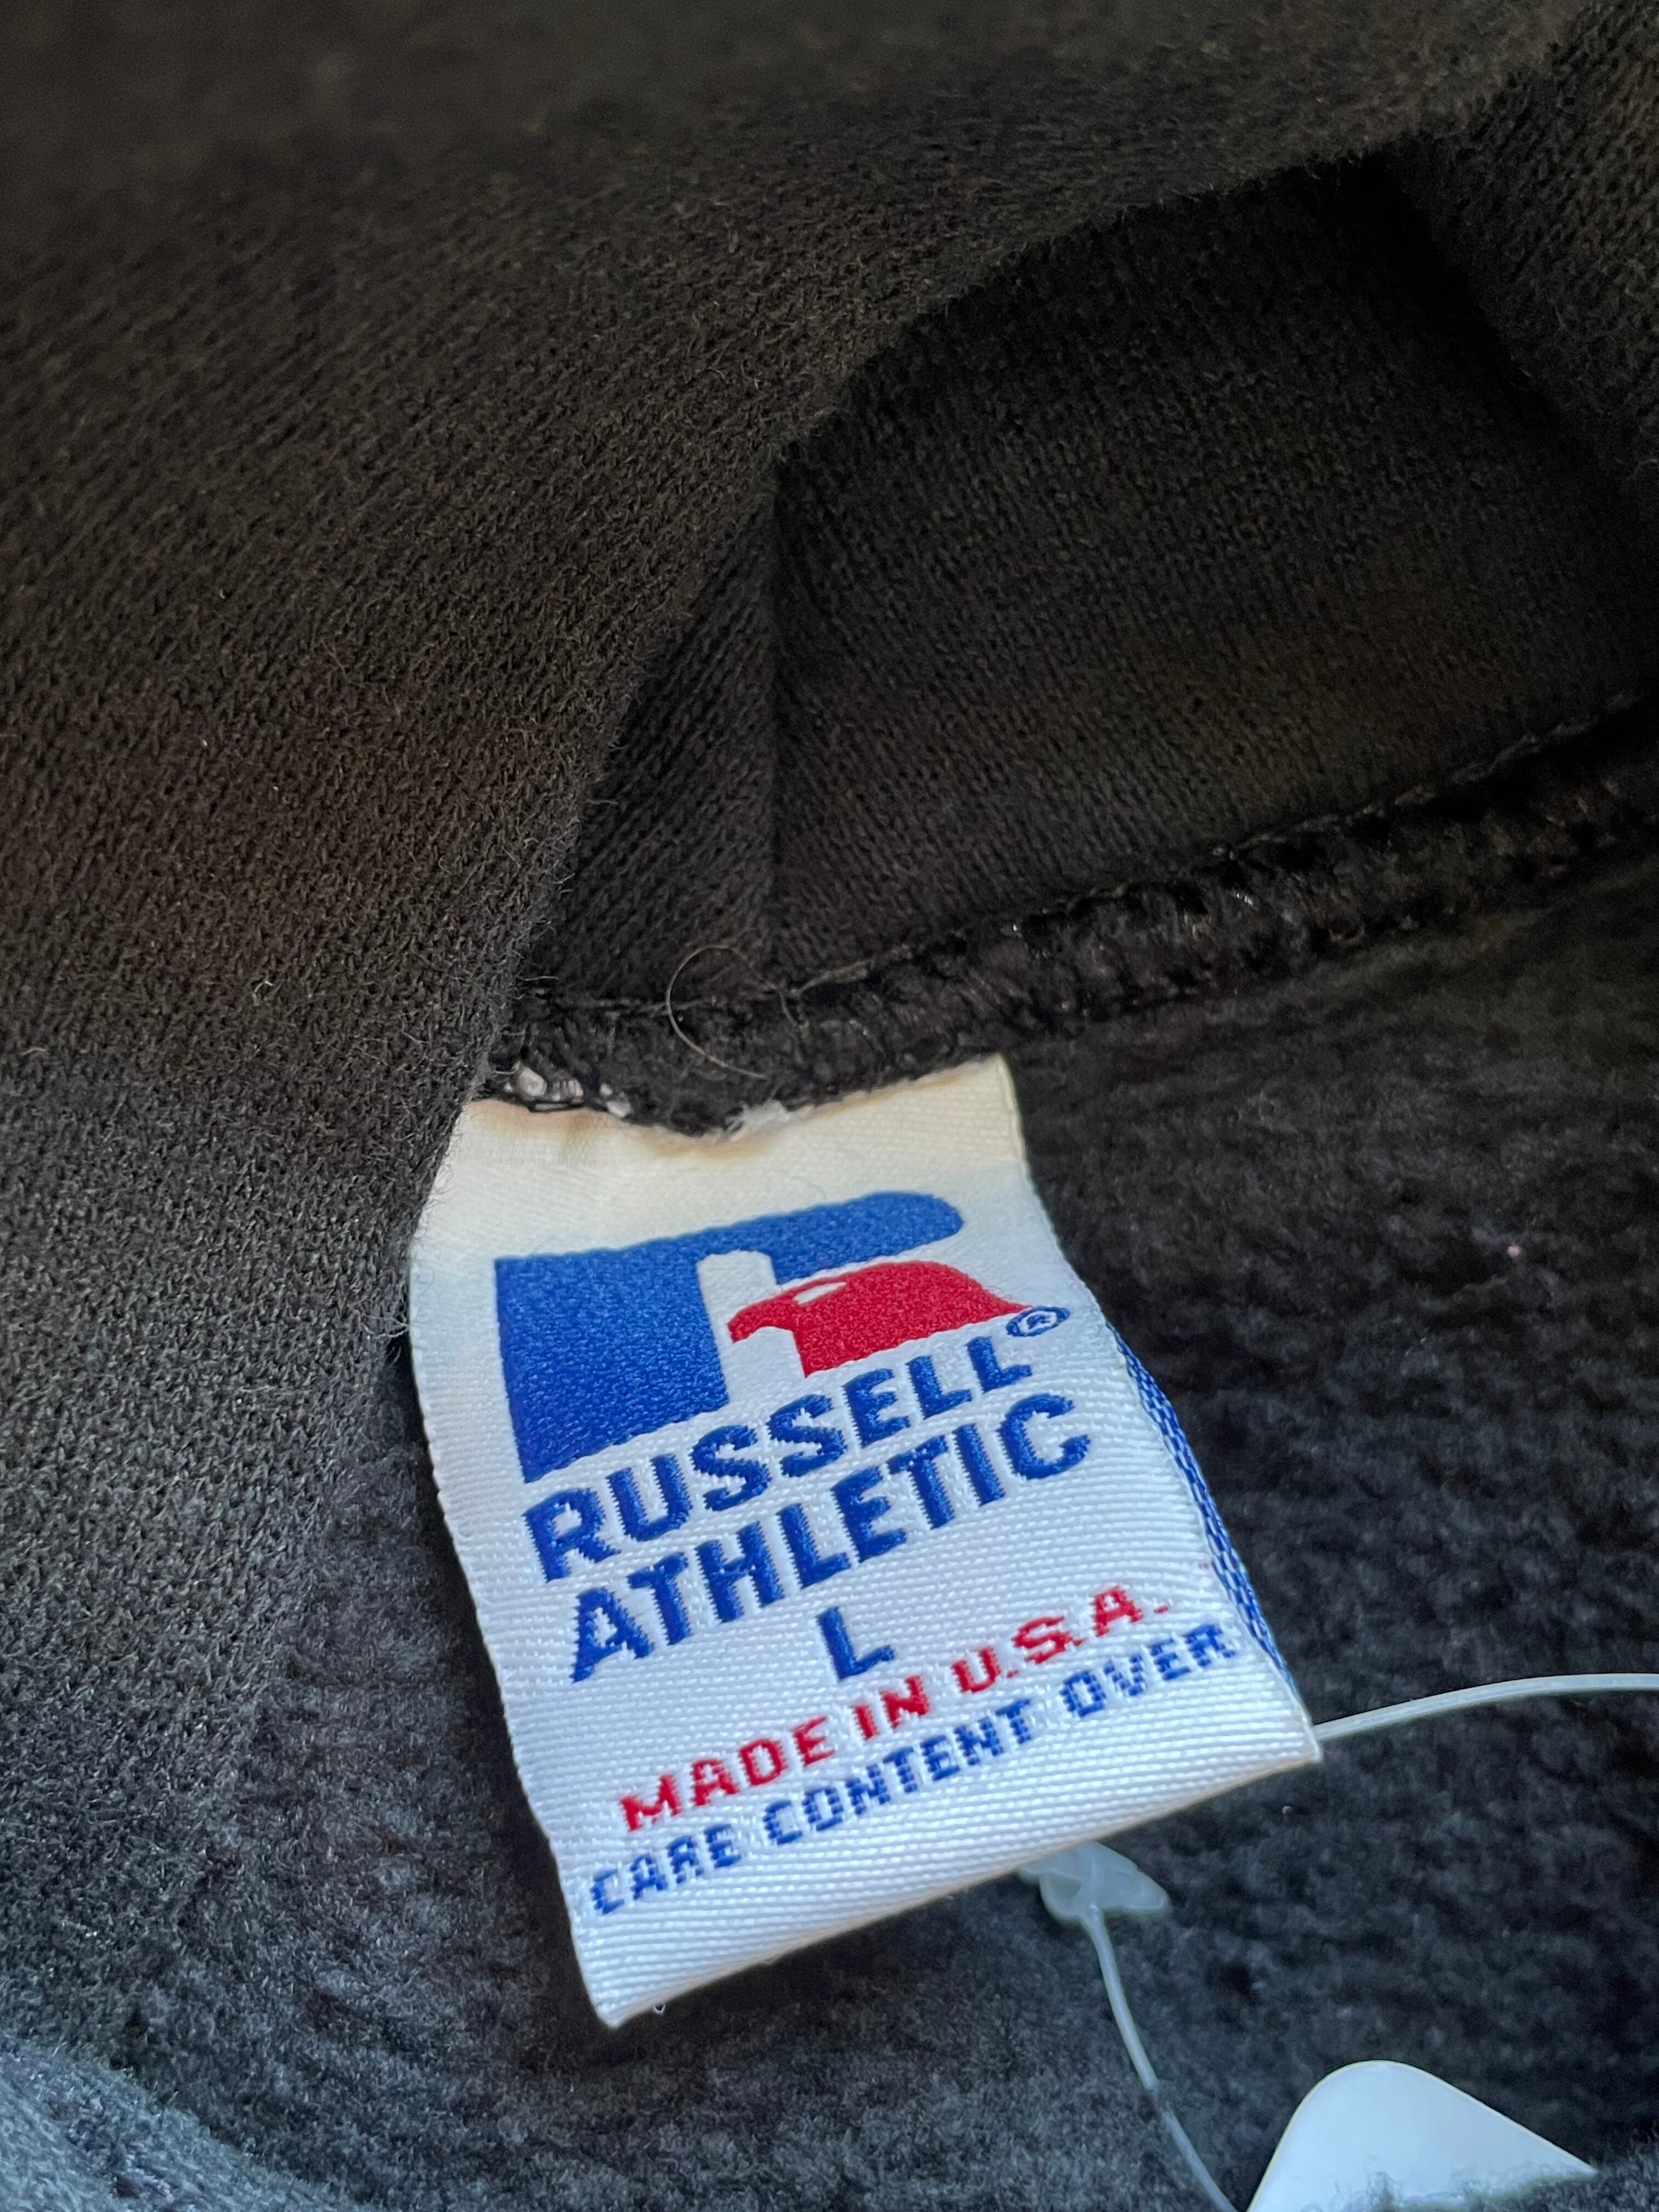 RUSSELL®
ATHLETIC
L
MADE IN U.S.A.
CARE CONTENT OVER